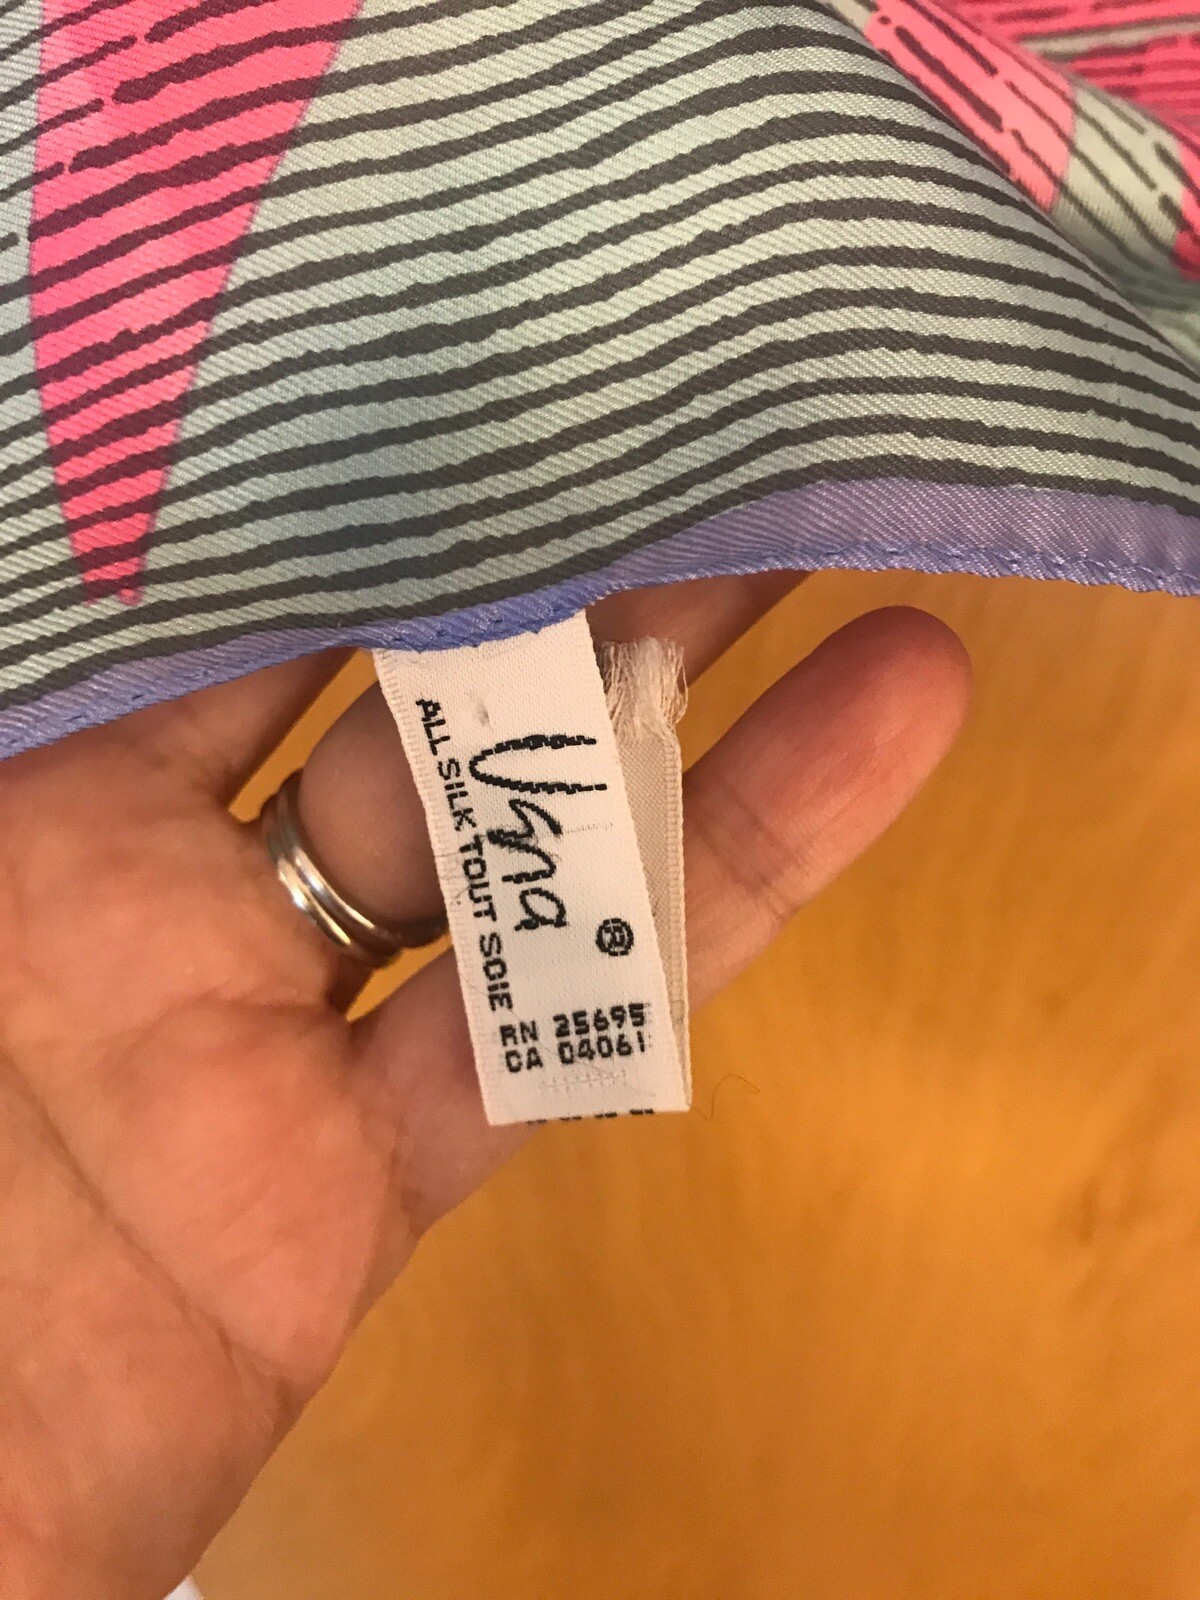 Vera
®
ALL SILK TOUT SOIE
RN 25695
CA 04061